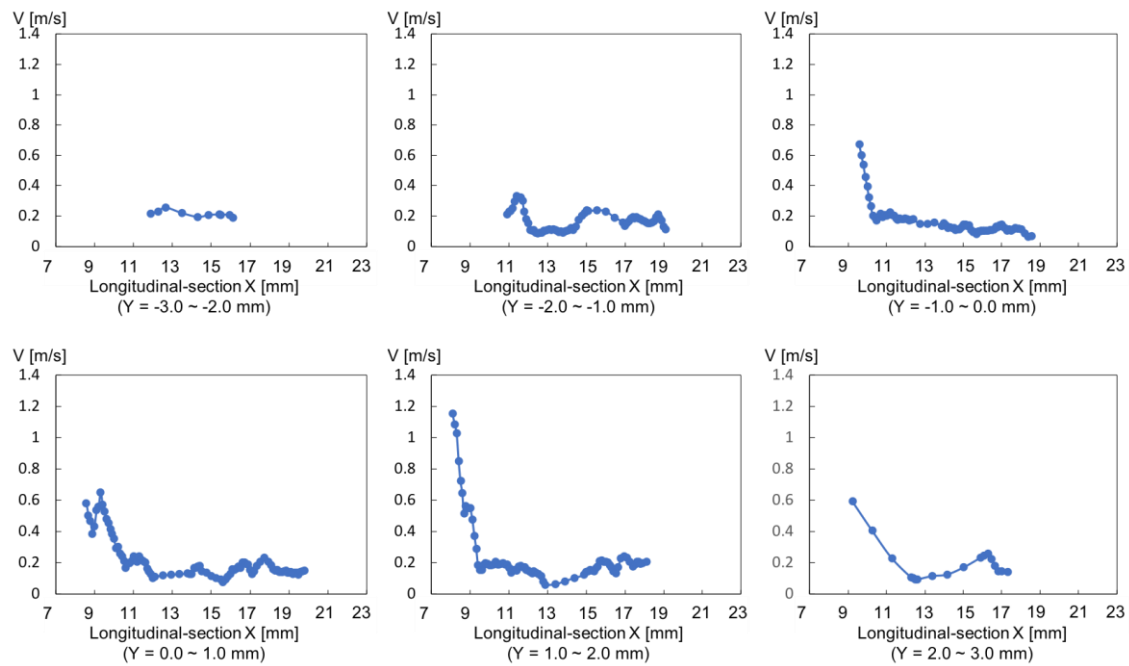 V [m/s]
1.4
1.2
1
0.8
0.6
0.4
0.2
0
7 9 11 13 15 17 19 21 23
Longitudinal-section X [mm]
(Y = -3.0 ~ -2.0 mm)
V [m/s]
1.4
1.2
1
0.8
0.6
0.4
0.2
0
7 9 11 13 15 17 19 21 23
Longitudinal-section X [mm]
(Y = -2.0 ~ -1.0 mm)
V [m/s]
1.4
1.2
1
0.8
0.6
0.4
0.2
0
7 9 11 13 15 17 19 21 23
Longitudinal-section X [mm]
(Y = -1.0 ~ 0.0 mm)
V [m/s]
1.4
1.2
1
0.8
0.6
0.4
0.2
0
7 9 11 13 15 17 19 21 23
Longitudinal-section X [mm]
(Y = 0.0 ~ 1.0 mm)
V [m/s]
1.4
1.2
1
0.8
0.6
0.4
0.2
0
7 9 11 13 15 17 19 21 23
Longitudinal-section X [mm]
(Y = 1.0 ~ 2.0 mm)
V [m/s]
1.4
1.2
1
0.8
0.6
0.4
0.2
0
7 9 11 13 15 17 19 21 23
Longitudinal-section X [mm]
(Y = 2.0 ~ 3.0 mm)